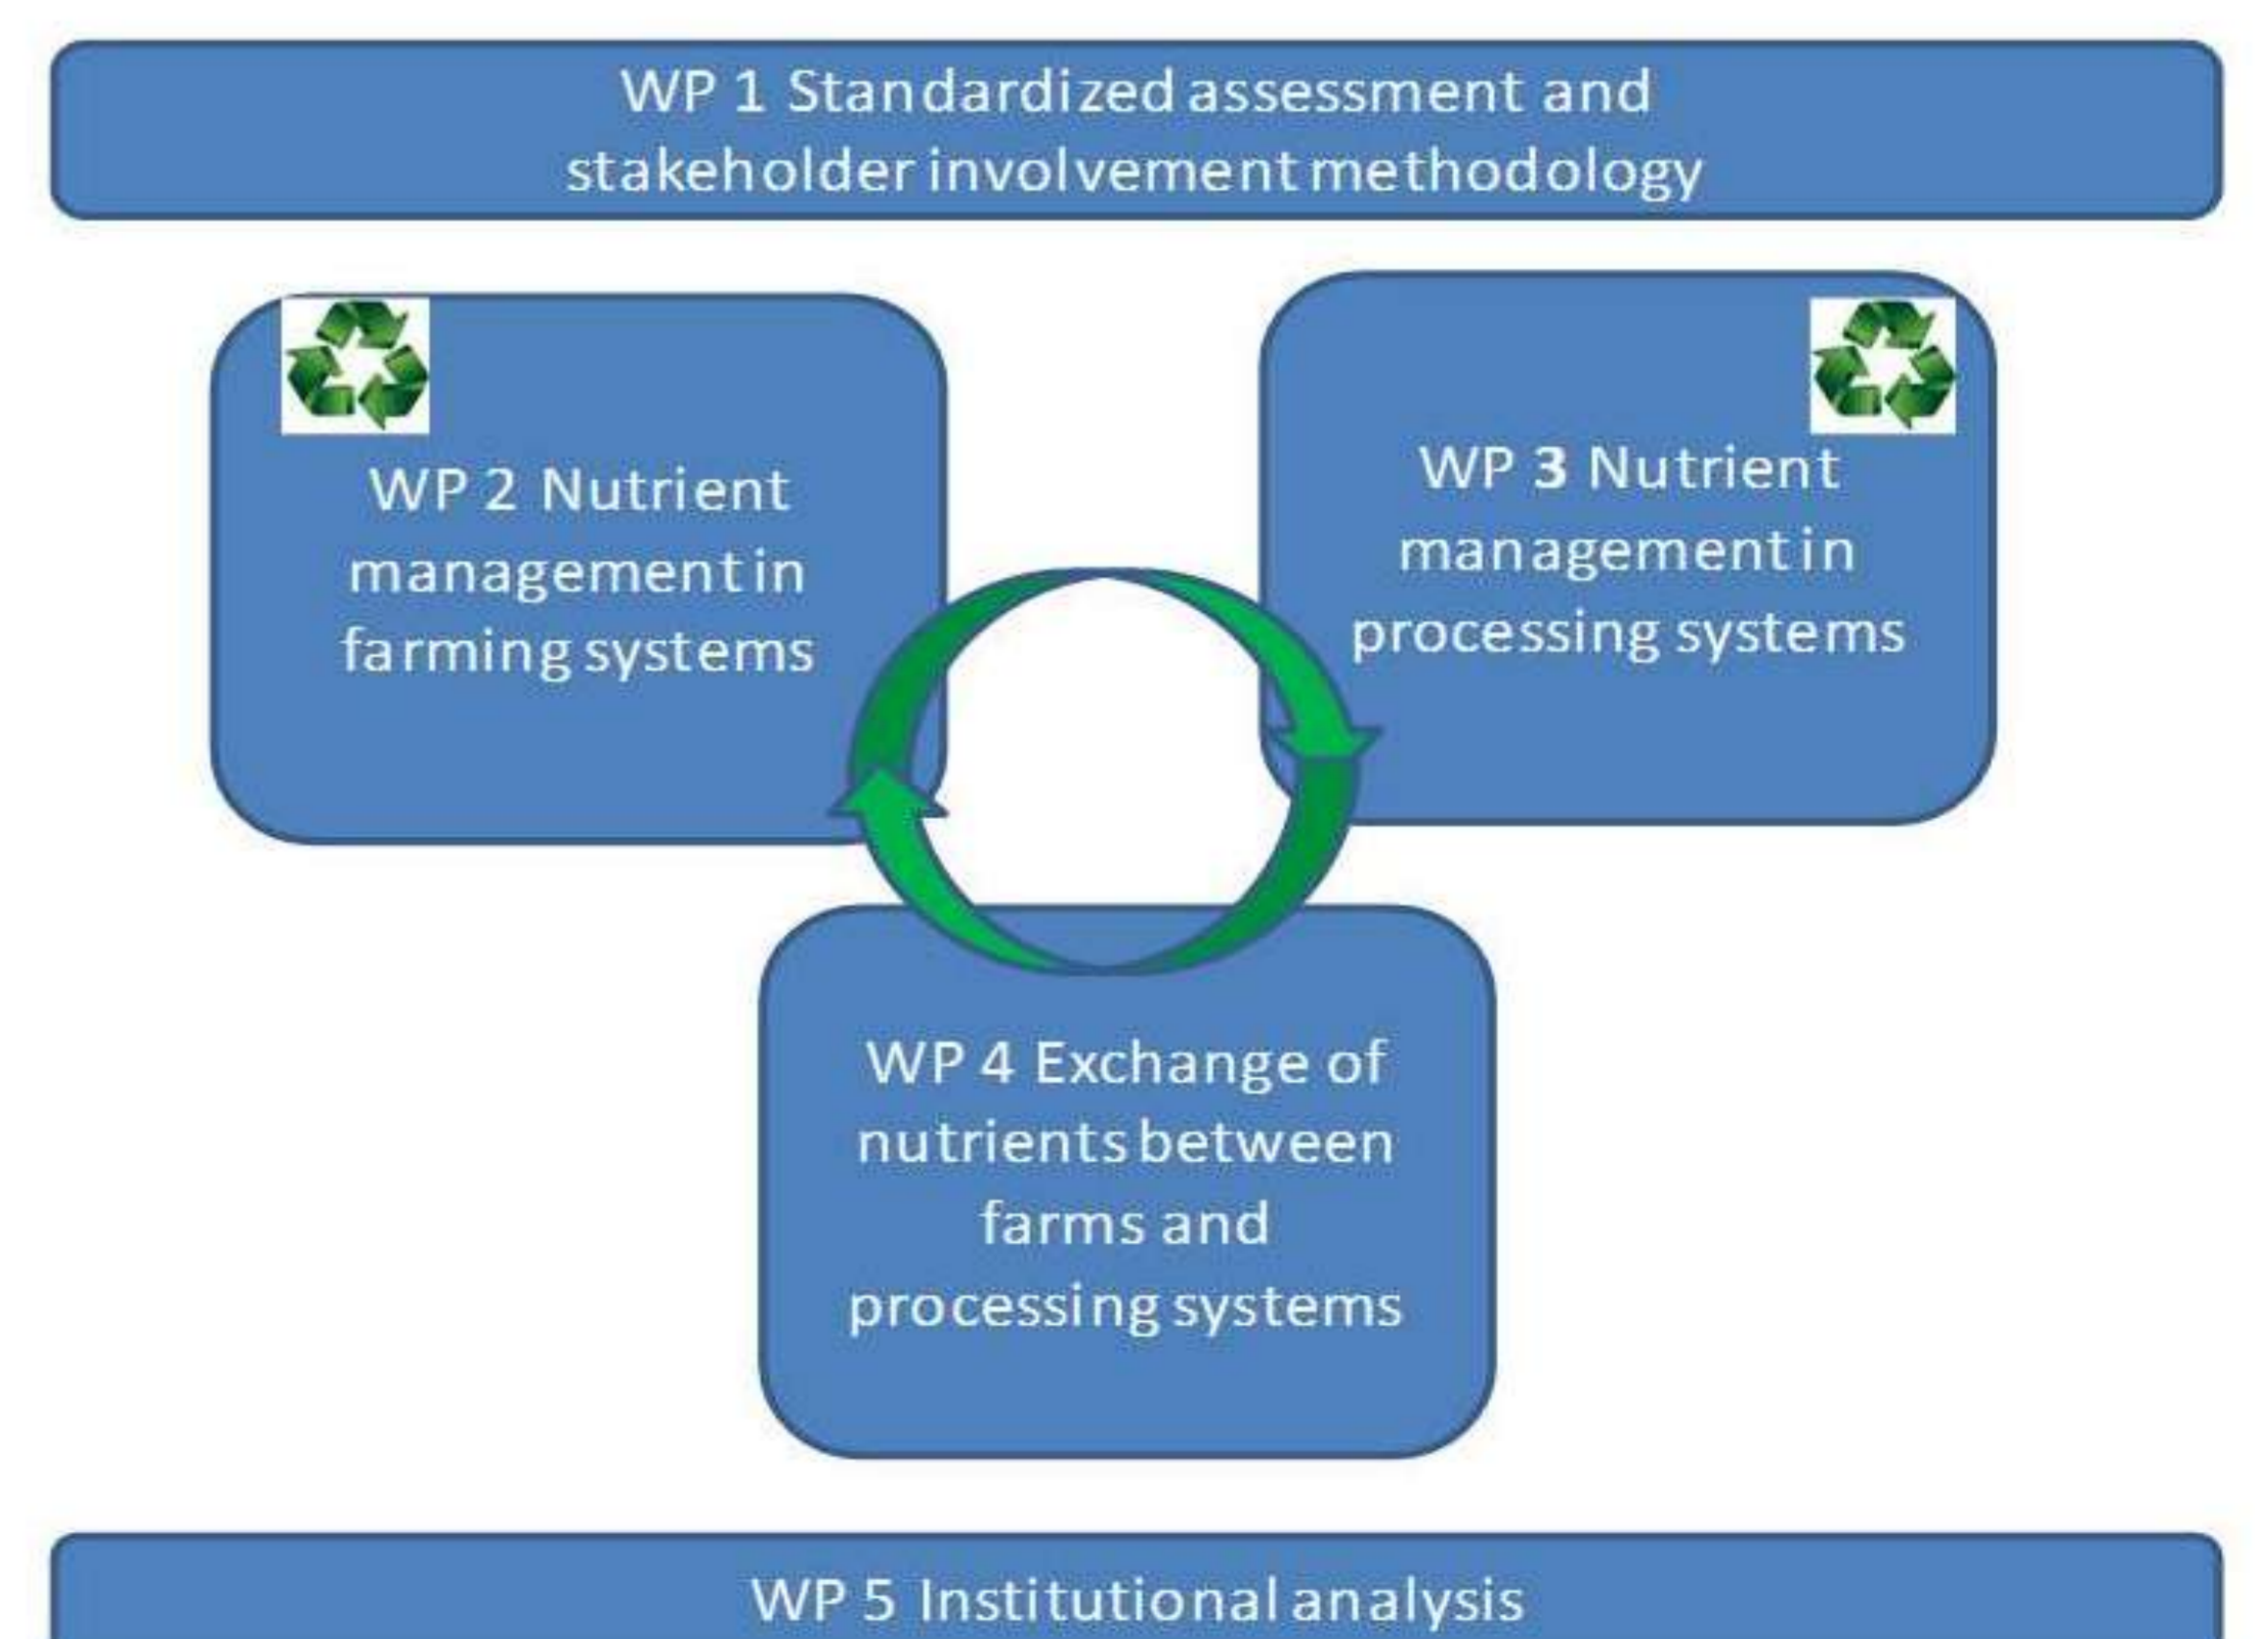 WP 1 Standardized assessment and
stakeholder involvement methodology
WP 2 Nutrient
management in
farming systems
WP 3 Nutrient
management in
processing systems
WP 4 Exchange of
nutrients between
farms and
processing systems
WP 5 Institutional analysis